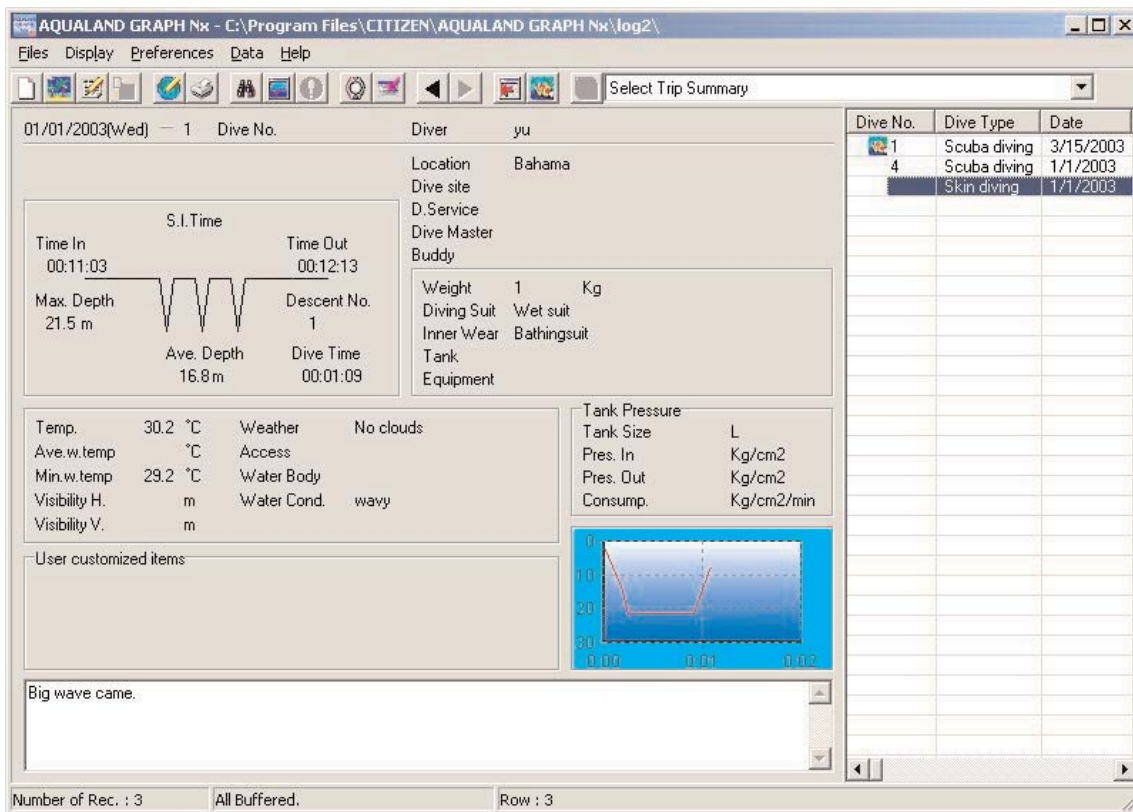 AQUALAND GRAPH Nx - C:\Program Files\CITIZEN\AQUALAND GRAPH Nx\log2\
Files Display Preferences Data Help
Select Trip Summary
01/01/2003(Wed) — 1 Dive No. Diver yu
Location Bahama
Dive site
D.Service
Dive Master
Buddy
S.I.Time
Time In Time Out
00:11:03 00:12:13
Max. Depth Descent No.
21.5 m 1
Ave. Depth Dive Time
16.8 m 00:01:09
Weight 1 Kg
Diving Suit Wet suit
Inner Wear Bathingsuit
Tank
Equipment
Temp. 30.2 °C Weather No clouds
Ave.w.temp °C Access
Min.w.temp 29.2 °C Water Body
Visibility H. m Water Cond. wavy
Visibility V. m
Tank Pressure
Tank Size L
Pres. In Kg/cm2
Pres. Out Kg/cm2
Consump. Kg/cm2/min
User customized items
0
10
20
30
0:00 0:01 0:02
Big wave came.
Dive No. Dive Type Date
1 Scuba diving 3/15/2003
4 Scuba diving 1/1/2003
Skin diving 1/1/2003
Number of Rec. : 3 All Buffered. Row : 3